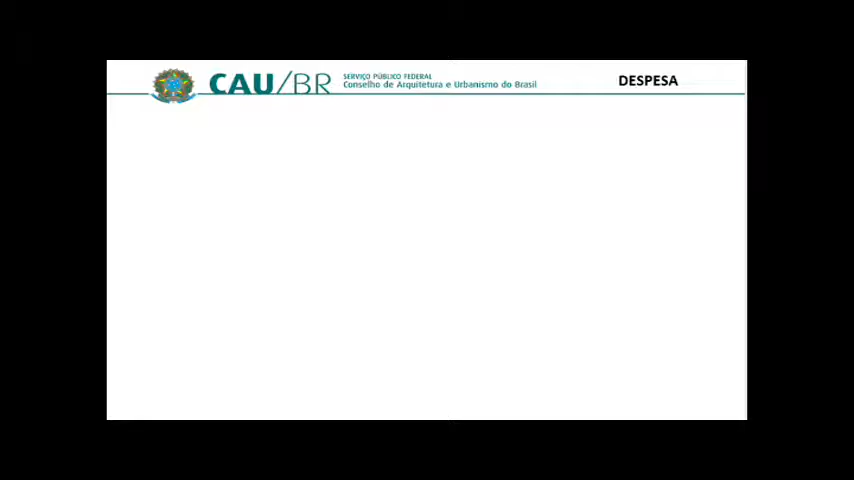 CAU/BR
SERVIÇO PÚBLICO FEDERAL
Conselho de Arquitetura e Urbanismo do Brasil
DESPESA